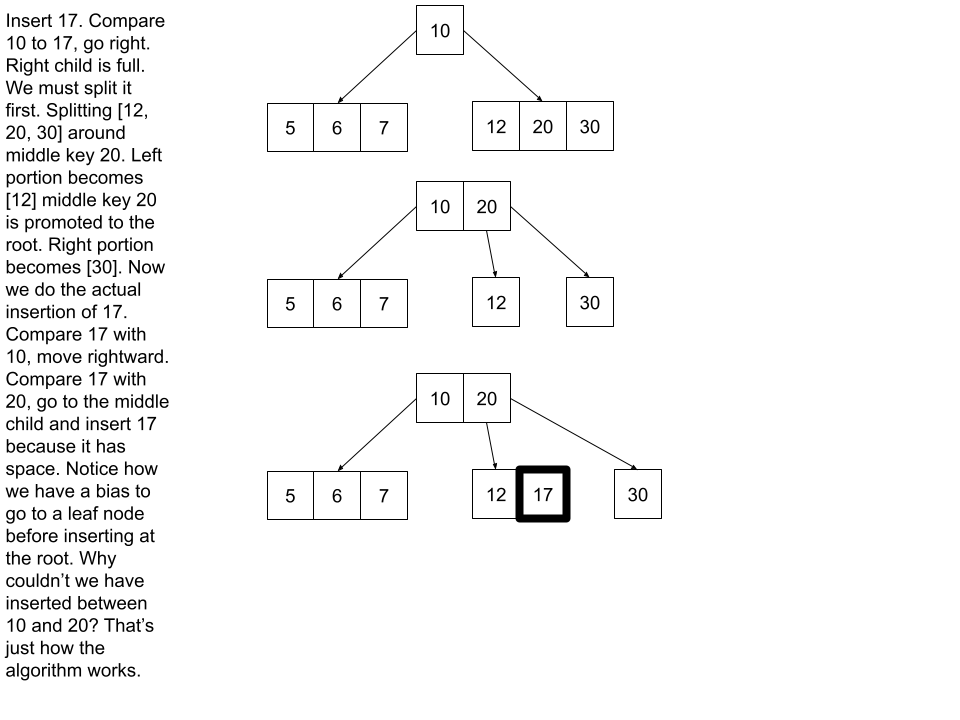 Insert 17. Compare
10 to 17, go right.
Right child is full.
We must split it
first. Splitting [12,
20, 30] around
middle key 20. Left
portion becomes
[12] middle key 20
is promoted to the
root. Right portion
becomes [30]. Now
we do the actual
insertion of 17.
Compare 17 with
10, move rightward.
Compare 17 with
20, go to the middle
child and insert 17
because it has
space. Notice how
we have a bias to
go to a leaf node
before inserting at
the root. Why
couldn’t we have
inserted between
10 and 20? That’s
just how the
algorithm works.
10
5 6 7 12 20 30
10 20
5 6 7 12 30
10 20
5 6 7 12 17 30